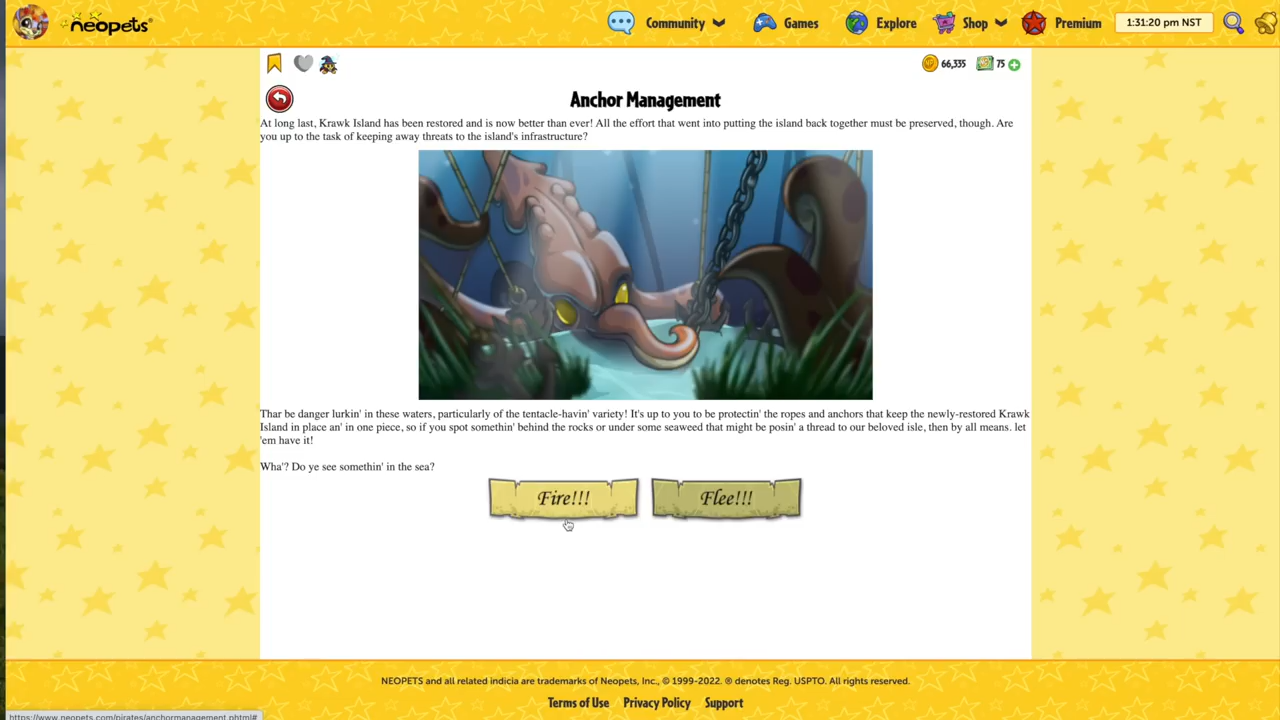 neopets®
Community
Games
Explore
Shop
Premium
1:31:20 pm NST
66,335
75
Anchor Management
At long last, Krawk Island has been restored and is now better than ever! All the effort that went into putting the island back together must be preserved, though. Are
you up to the task of keeping away threats to the island's infrastructure?
Thar be danger lurkin' in these waters, particularly of the tentacle-havin' variety! It's up to you to be protectin' the ropes and anchors that keep the newly-restored Krawk
Island in place an' in one piece, so if you spot somethin' behind the rocks or under some seaweed that might be posin' a thread to our beloved isle, then by all means. let
'em have it!
Wha'? Do ye see somethin' in the sea?
Fire!!!
Flee!!!
NEOPETS and all related indicia are trademarks of Neopets, Inc., © 1999-2022. ® denotes Reg. USPTO. All rights reserved.
Terms of Use
Privacy Policy
Support
https://www.neopets.com/pirates/anchormanagement.phtml#